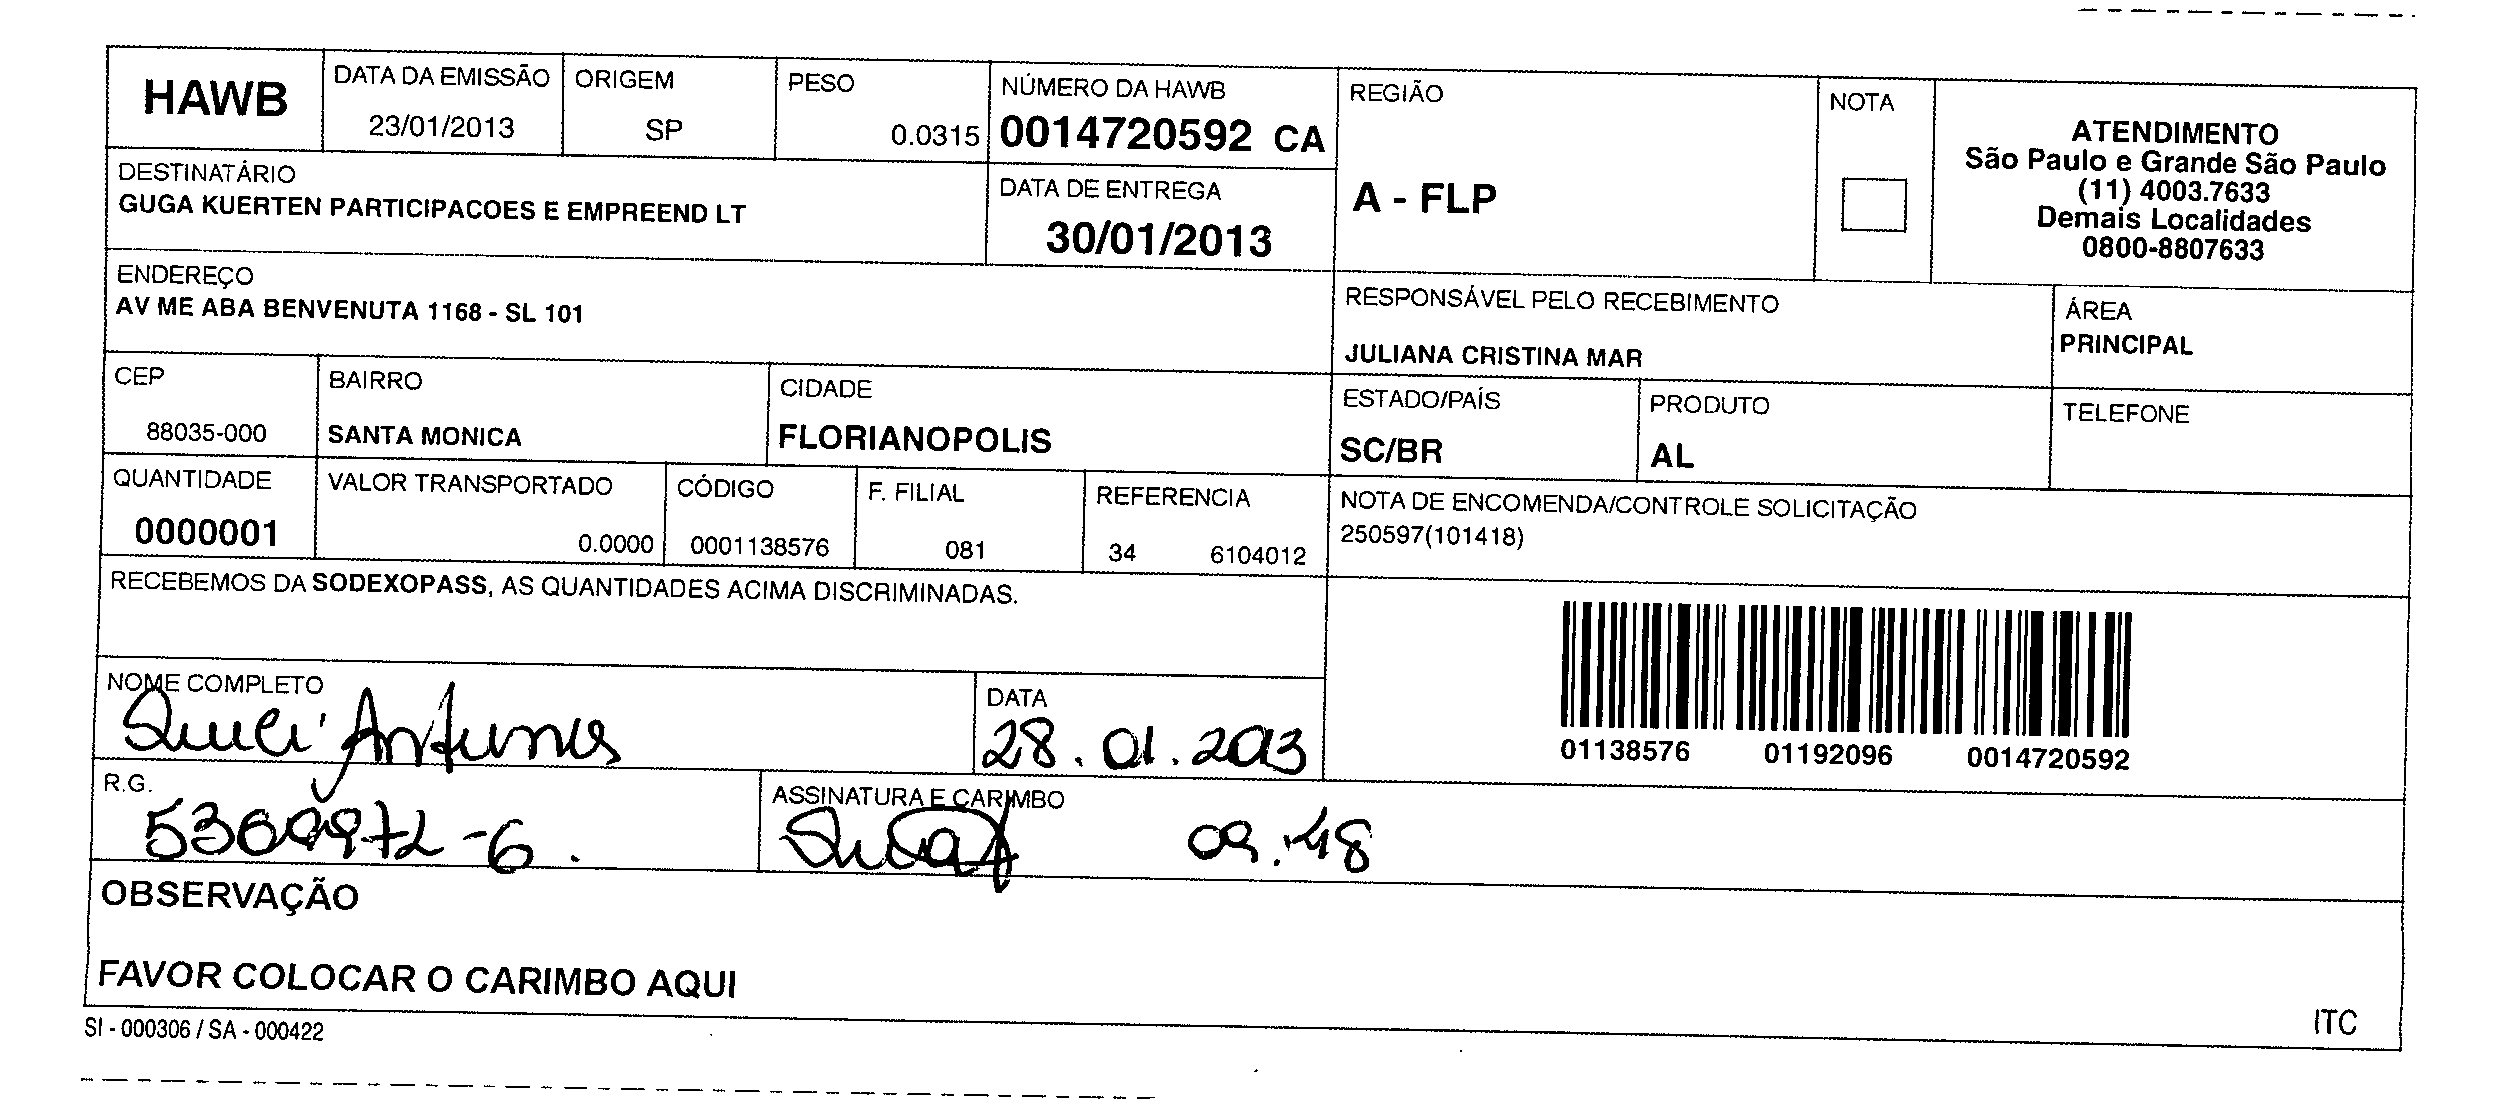 HAWB
DATA DA EMISSÃO
23/01/2013
ORIGEM
SP
PESO
0.0315
NÚMERO DA HAWB
0014720592 CA
REGIÃO
A - FLP
NOTA
ATENDIMENTO
São Paulo e Grande São Paulo
(11) 4003.7633
Demais Localidades
0800-8807633
DESTINATÁRIO
GUGA KUERTEN PARTICIPACOES E EMPREEND LT
DATA DE ENTREGA
30/01/2013
ENDEREÇO
AV ME ABA BENVENUTA 1168 - SL 101
RESPONSÁVEL PELO RECEBIMENTO
JULIANA CRISTINA MAR
ÁREA
PRINCIPAL
CEP
88035-000
BAIRRO
SANTA MONICA
CIDADE
FLORIANOPOLIS
ESTADO/PAÍS
SC/BR
PRODUTO
AL
TELEFONE
QUANTIDADE
0000001
VALOR TRANSPORTADO
0.0000
CÓDIGO
0001138576
F. FILIAL
081
REFERENCIA
34 6104012
NOTA DE ENCOMENDA/CONTROLE SOLICITAÇÃO
250597(101418)
RECEBEMOS DA SODEXOPASS, AS QUANTIDADES ACIMA DISCRIMINADAS.
01138576 01192096 0014720592
NOME COMPLETO
Antunes
DATA
28.01.2013
R.G.
ASSINATURA E CARIMBO
09:48
OBSERVAÇÃO
FAVOR COLOCAR O CARIMBO AQUI
SI - 000306 / SA - 000422
ITC